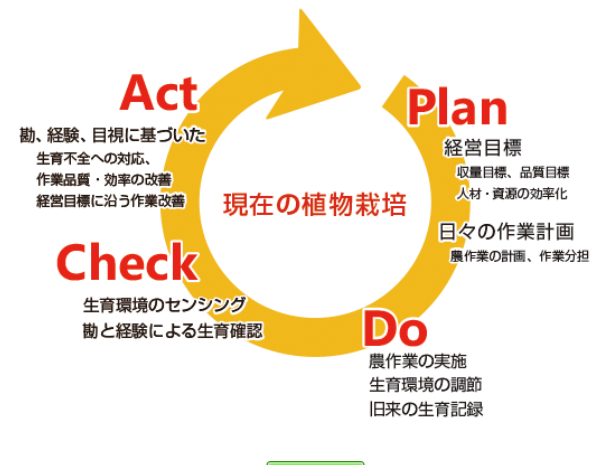 Act
勘、経験、目視に基づいた
生育不全への対応、
作業品質・効率の改善
経営目標に沿う作業改善
Plan
経営目標
収量目標、品質目標
人材・資源の効率化
日々の作業計画
農作業の計画、作業分担
現在の植物栽培
Check
生育環境のセンシング
勘と経験による生育確認
Do
農作業の実施
生育環境の調節
旧来の生育記録